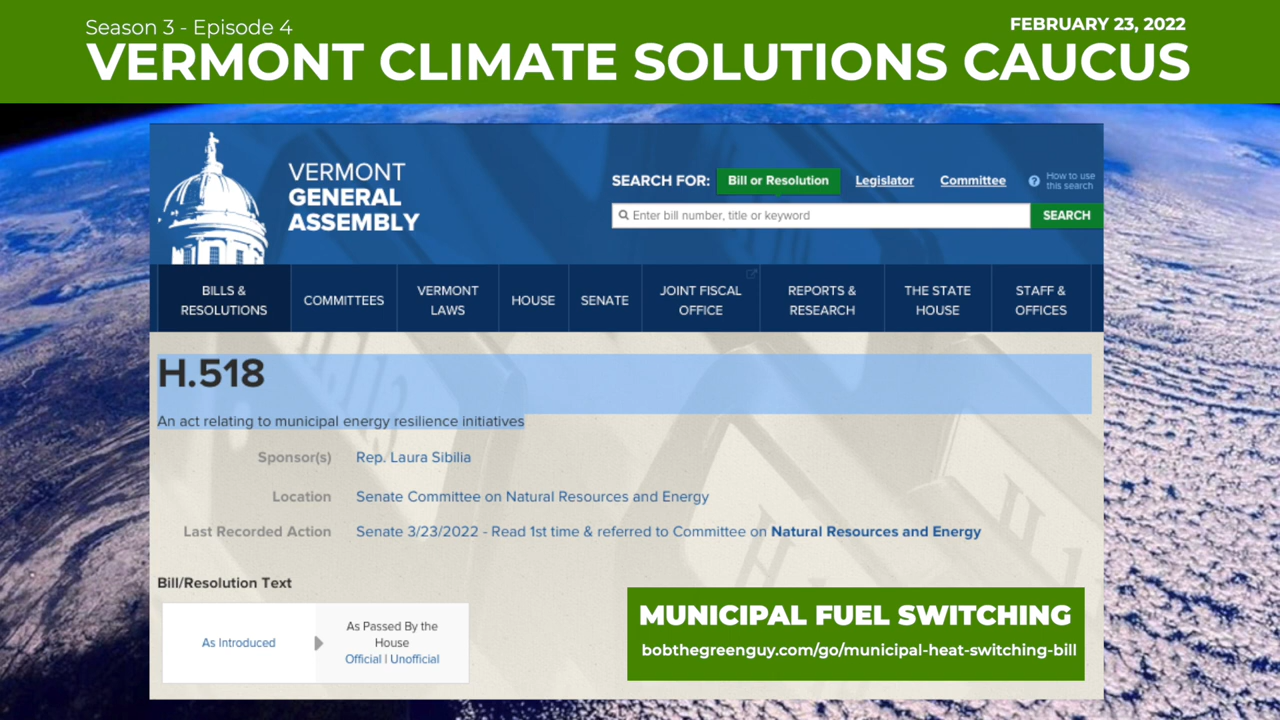 Season 3 - Episode 4
FEBRUARY 23, 2022
VERMONT CLIMATE SOLUTIONS CAUCUS
VERMONT
GENERAL
ASSEMBLY
SEARCH FOR: Bill or Resolution Legislator Committee ? How to use
this search
Enter bill number, title or keyword SEARCH
BILLS &
RESOLUTIONS
COMMITTEES
VERMONT
LAWS
HOUSE
SENATE
JOINT FISCAL
OFFICE
REPORTS &
RESEARCH
THE STATE
HOUSE
STAFF &
OFFICES
H.518
An act relating to municipal energy resilience initiatives
Sponsor(s) Rep. Laura Sibilia
Location Senate Committee on Natural Resources and Energy
Last Recorded Action Senate 3/23/2022 - Read 1st time & referred to Committee on Natural Resources and Energy
Bill/Resolution Text
As Introduced
As Passed By the
House
Official | Unofficial
MUNICIPAL FUEL SWITCHING
bobthegreenguy.com/go/municipal-heat-switching-bill